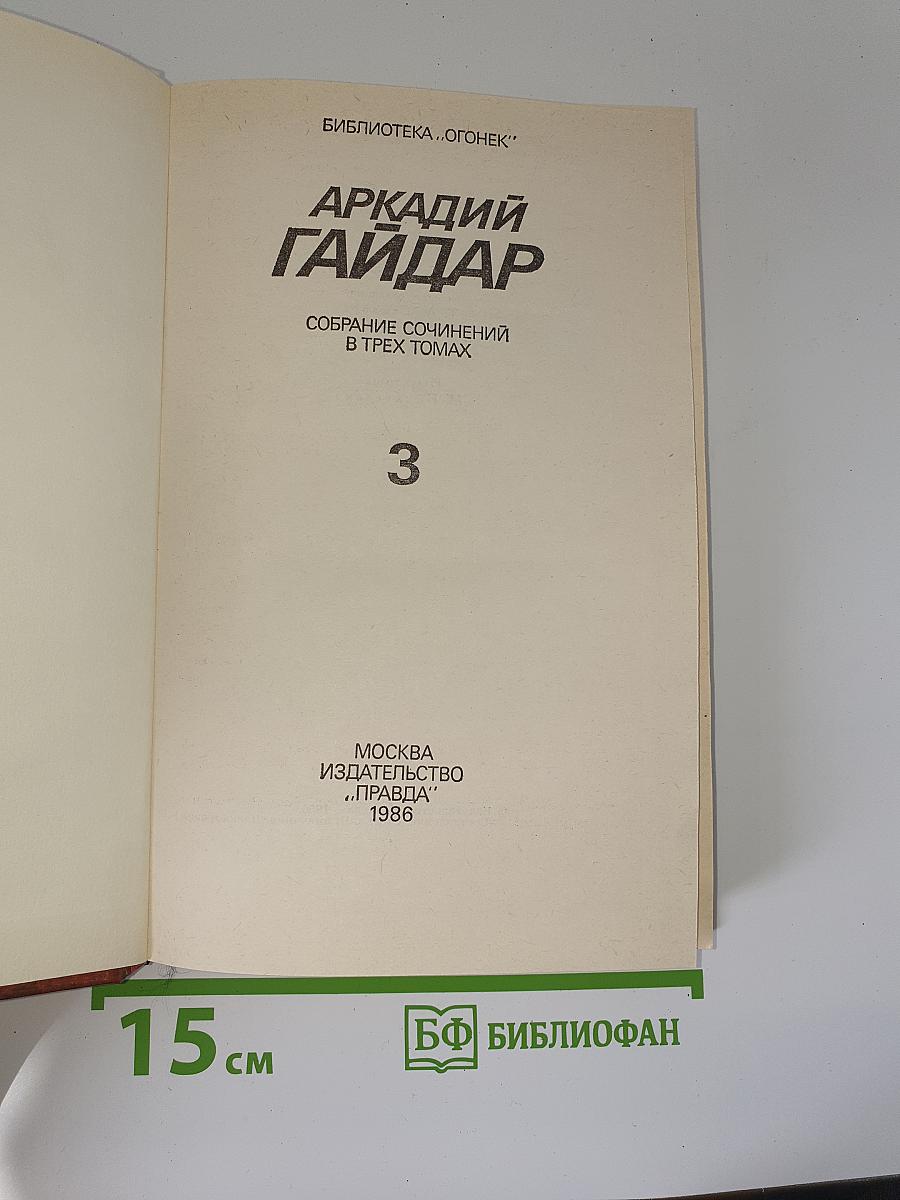 БИБЛИОТЕКА „ОГОНЕК"
АРКАДИЙ
ГАЙДАР
СОБРАНИЕ СОЧИНЕНИЙ
В ТРЕХ ТОМАХ
3
МОСКВА
ИЗДАТЕЛЬСТВО
„ПРАВДА"
1986
15 см
БФ БИБЛИОФАН